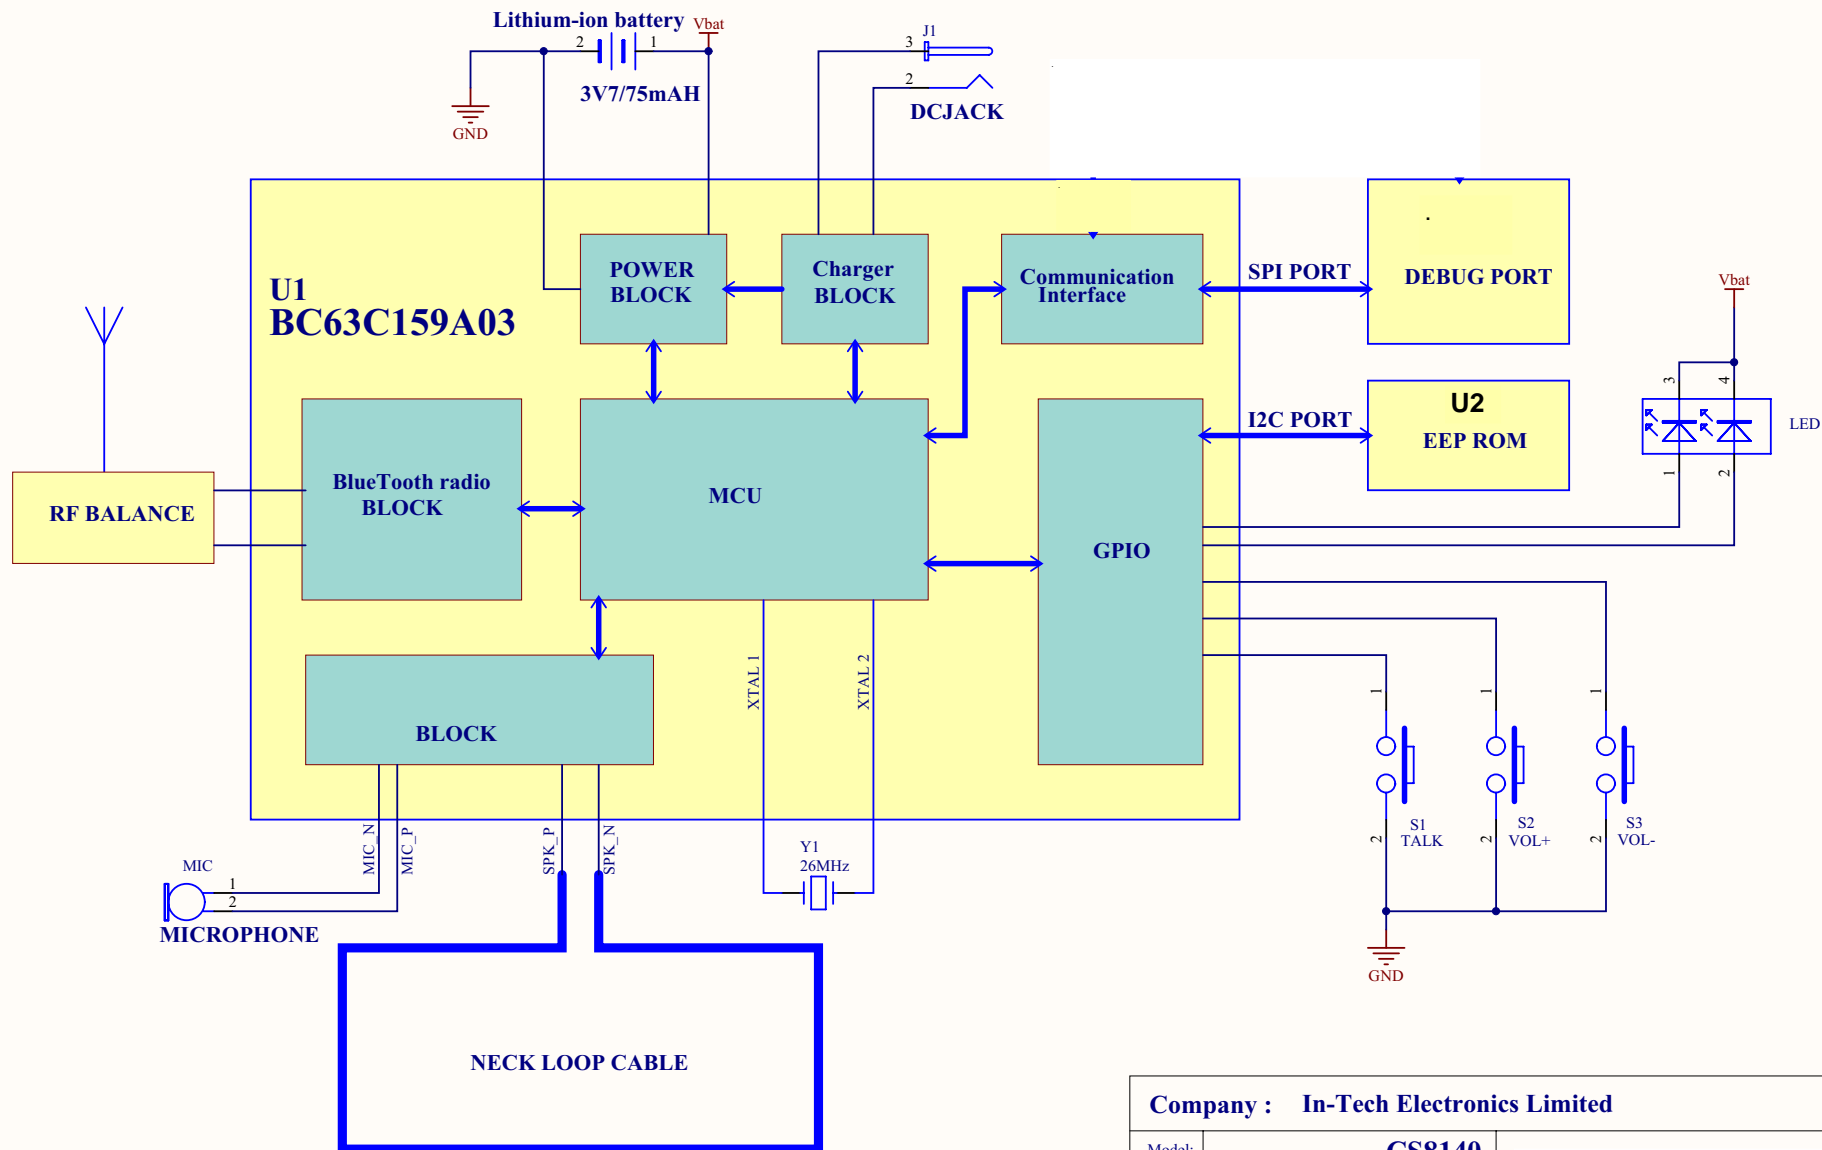 Lithium-ion battery
Vbat
2
1
3V7/75mAH
GND
J1
3
2
DCJACK
U1
BC63C159A03
POWER
BLOCK
Charger
BLOCK
Communication
Interface
SPI PORT
DEBUG PORT
Vbat
BlueTooth radio
BLOCK
MCU
GPIO
I2C PORT
U2
EEP ROM
3
4
LED
1
2
RF BALANCE
BLOCK
XTAL 1
XTAL 2
MIC_N
MIC_P
SPK_P
SPK_N
Y1
26MHz
1
1
1
S1
TALK
S2
VOL+
S3
VOL-
2
2
2
GND
MIC
1
2
MICROPHONE
NECK LOOP CABLE
Company : In-Tech Electronics Limited
Model: CS8140